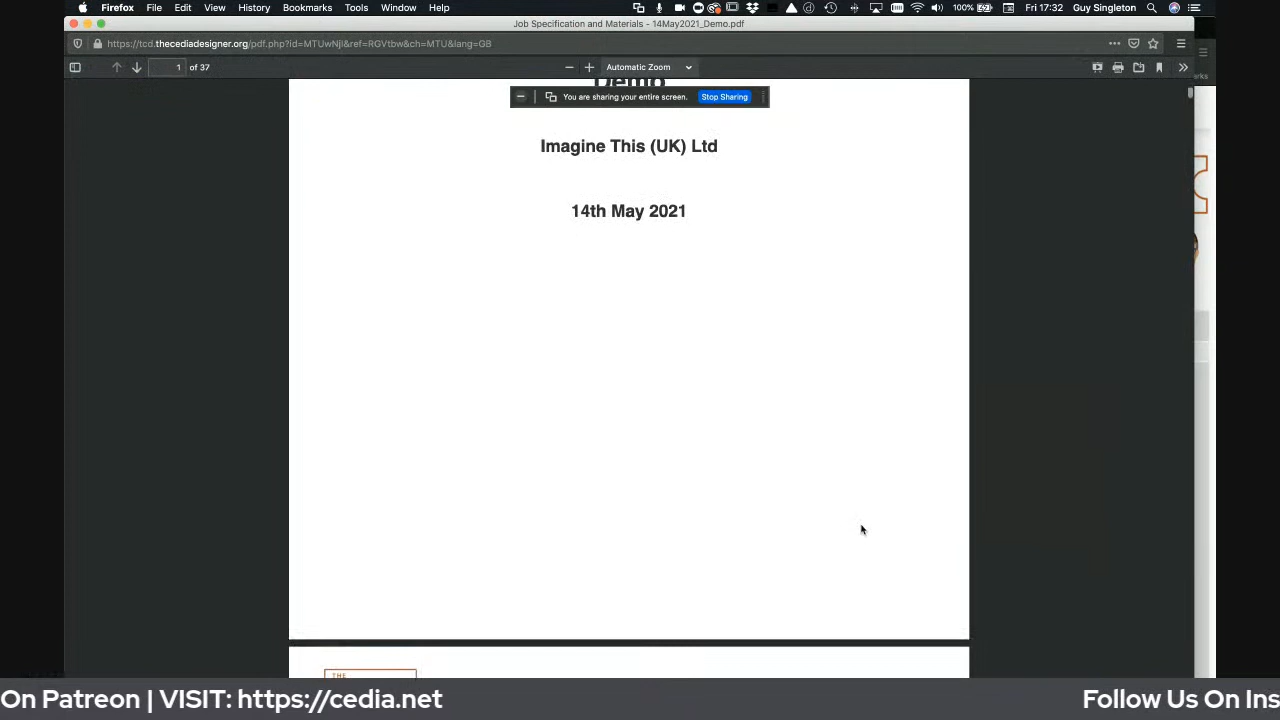 Firefox File Edit View History Bookmarks Tools Window Help 100% Fri 17:32 Guy Singleton
Job Specification and Materials - 14May2021_Demo.pdf
https://tcd.thecediadesigner.org/pdf.php?id=MTUwNjI&ref=RGVtbw&ch=MTU&lang=GB
1 of 37 Automatic Zoom
Demo
You are sharing your entire screen. Stop Sharing
Imagine This (UK) Ltd
14th May 2021
THE
On Patreon | VISIT: https://cedia.net Follow Us On Ins